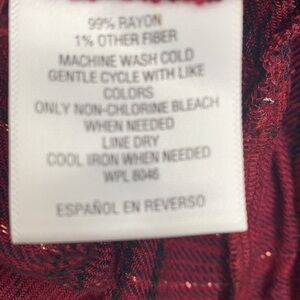 99% RAYON
1% OTHER FIBER
MACHINE WASH COLD
GENTLE CYCLE WITH LIKE
COLORS
ONLY NON-CHLORINE BLEACH
WHEN NEEDED
LINE DRY
COOL IRON WHEN NEEDED
WPL 8046
ESPAÑOL EN REVERSO